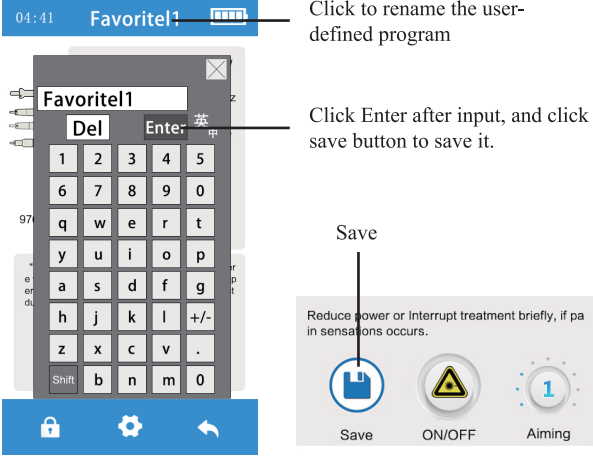 04:41 Favoritel1
Click to rename the user-
defined program
Favoritel1
Del Enter 英
中
Click Enter after input, and click
save button to save it.
1 2 3 4 5
6 7 8 9 0
q w e r t
y u i o p
a s d f g
h j k l +/-
z x c v .
Shift b n m 0
Save
Reduce power or Interrupt treatment briefly, if pa
in sensations occurs.
1
Save ON/OFF Aiming